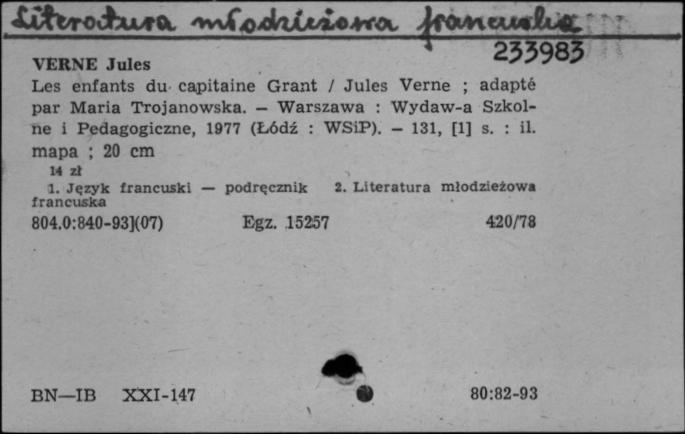 Literatura młodzieżowa francuska
233983
VERNE Jules
Les enfants du capitaine Grant / Jules Verne ; adapté
par Maria Trojanowska. — Warszawa : Wydaw-a Szkol-
ne i Pedagogiczne, 1977 (Łódź : WSiP). — 131, [1] s. : il.
mapa ; 20 cm
14 zł
1. Język francuski — podręcznik 2. Literatura młodzieżowa
francuska
804.0:840-93](07) Egz. 15257 420/78
BN—IB XXI-147 80:82-93